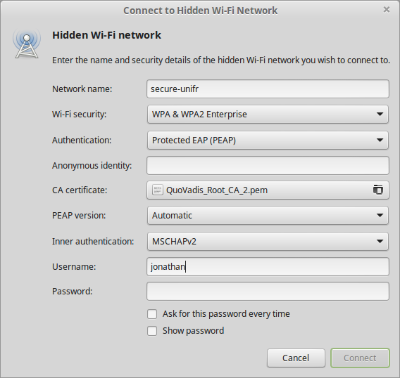 Connect to Hidden Wi-Fi Network
Hidden Wi-Fi network
Enter the name and security details of the hidden Wi-Fi network you wish to connect to.
Network name: secure-unifr
Wi-Fi security: WPA & WPA2 Enterprise
Authentication: Protected EAP (PEAP)
Anonymous identity:
CA certificate: QuoVadis_Root_CA_2.pem
PEAP version: Automatic
Inner authentication: MSCHAPv2
Username: jonathan
Password:
Ask for this password every time
Show password
Cancel Connect